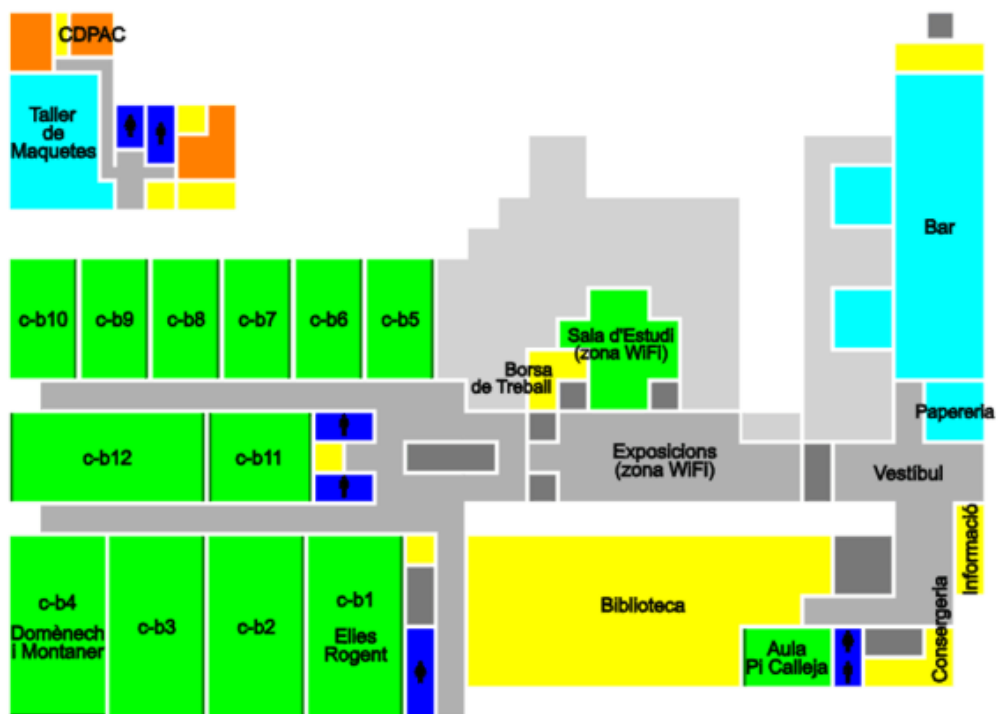 CDPAC
Taller
de
Maquetes
Bar
c-b10
c-b9
c-b8
c-b7
c-b6
c-b5
Sala d'Estudi
(zona WiFi)
Borsa
de Treball
Papereria
c-b12
c-b11
Exposicions
(zona WiFi)
Vestíbul
Informació
c-b4
Domènech
i Montaner
c-b3
c-b2
c-b1
Elies
Rogent
Biblioteca
Aula
Pi Calleja
Consergeria